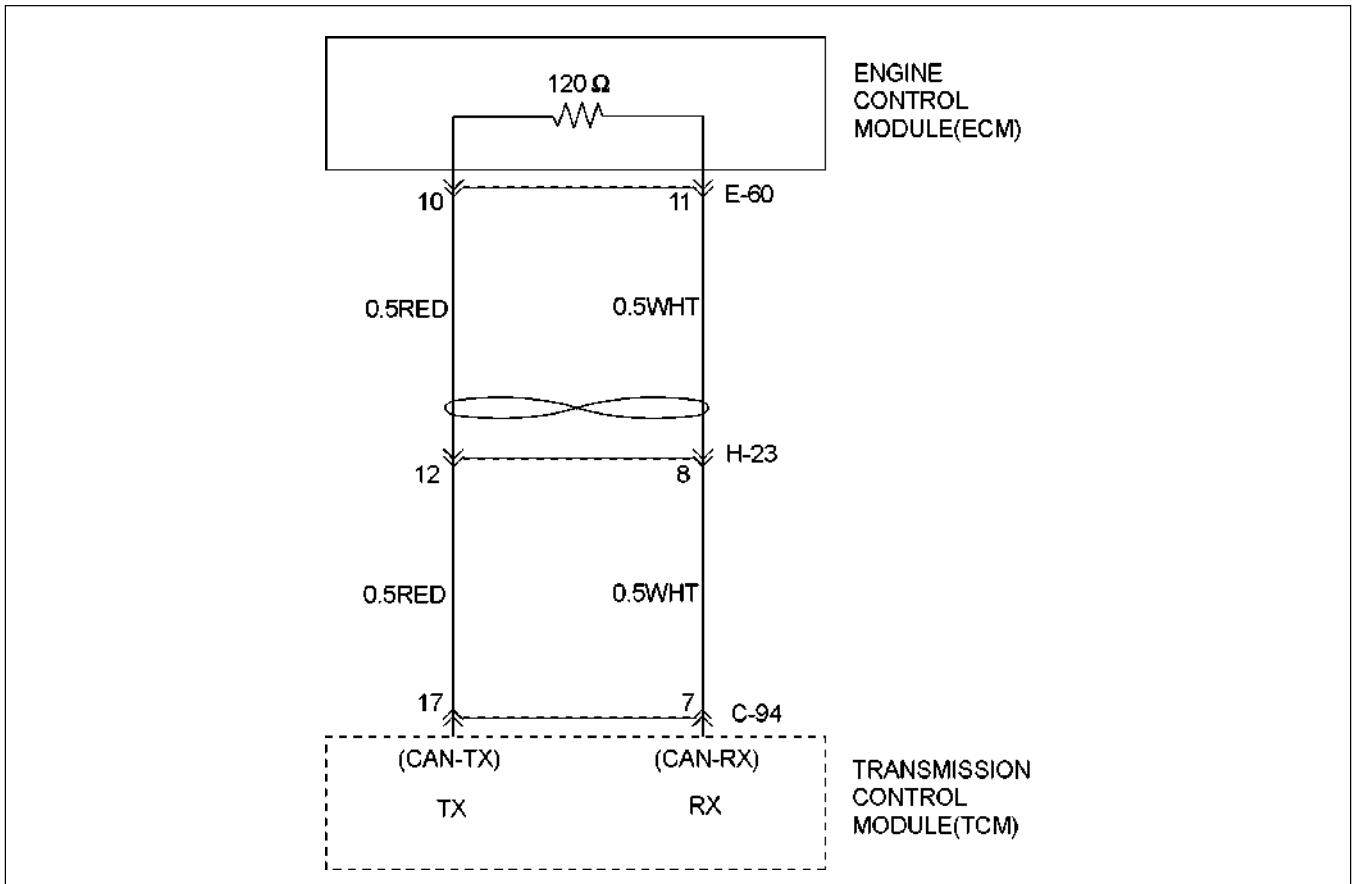 120 Ω
ENGINE
CONTROL
MODULE(ECM)
10
11
E-60
0.5RED
0.5WHT
12
8
H-23
0.5RED
0.5WHT
17
7
C-94
(CAN-TX)
(CAN-RX)
TX
RX
TRANSMISSION
CONTROL
MODULE(TCM)